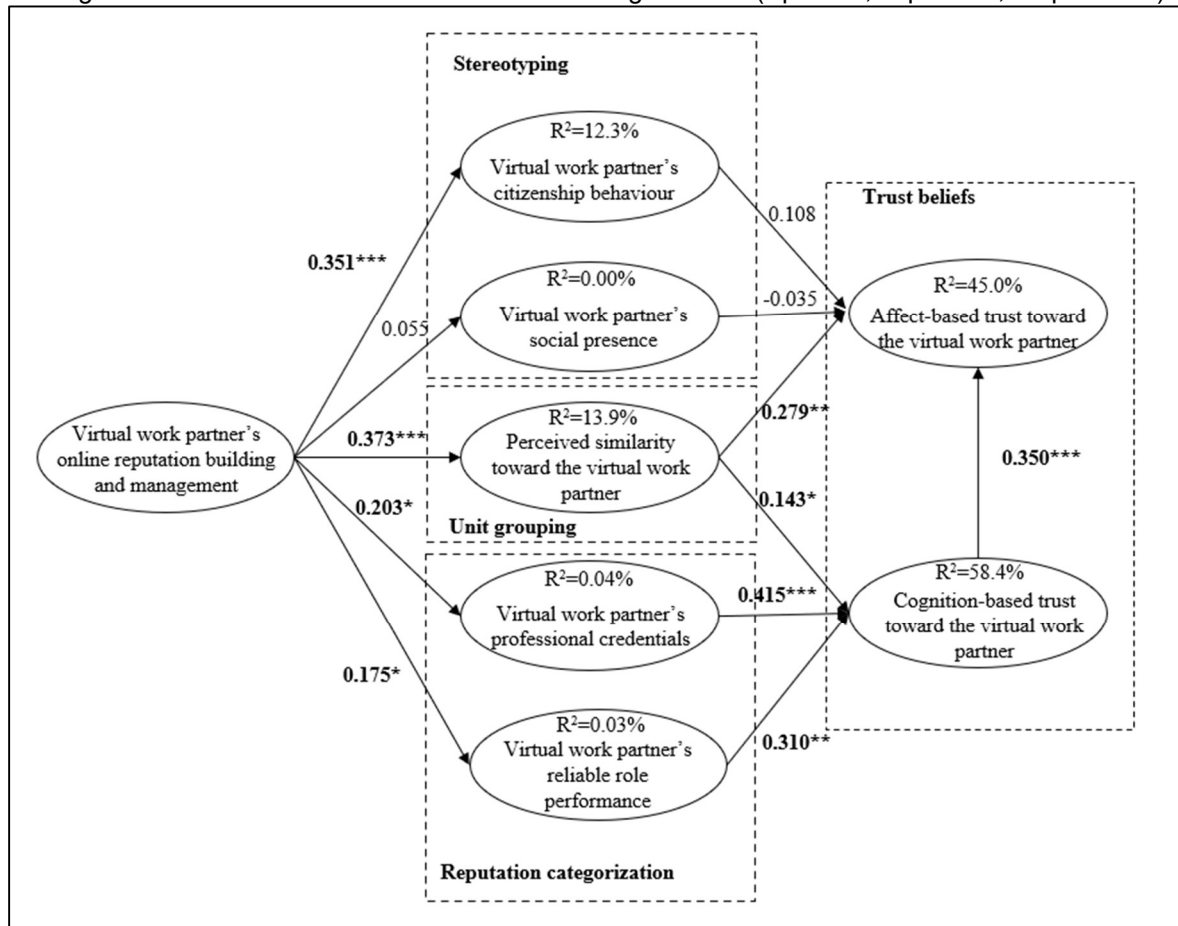 Stereotyping
R²=12.3%
Virtual work partner's
citizenship behaviour
R²=0.00%
Virtual work partner's
social presence
R²=13.9%
Perceived similarity
toward the virtual work
partner
Unit grouping
R²=0.04%
Virtual work partner's
professional credentials
R²=0.03%
Virtual work partner's
reliable role
performance
Reputation categorization
Virtual work partner's
online reputation building
and management
0.351***
0.055
0.373***
0.203*
0.175*
0.108
-0.035
0.279**
0.143*
0.415***
0.310**
Trust beliefs
R²=45.0%
Affect-based trust toward
the virtual work partner
0.350***
R²=58.4%
Cognition-based trust
toward the virtual work
partner